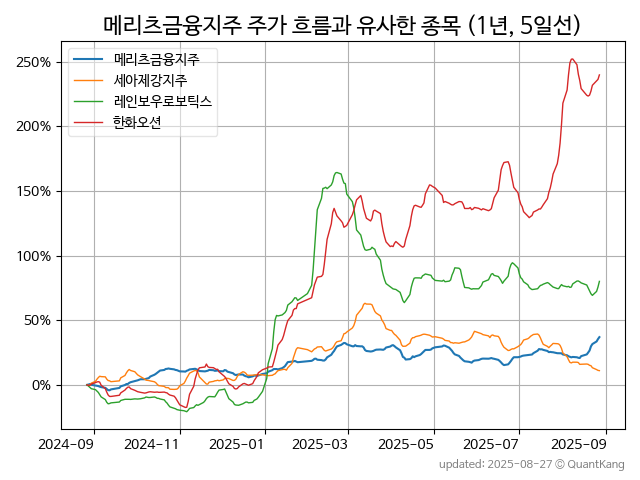 메리츠금융지주 주가 흐름과 유사한 종목 (1년, 5일선)
메리츠금융지주
세아제강지주
레인보우로보틱스
한화오션
250%
200%
150%
100%
50%
0%
2024-09 2024-11 2025-01 2025-03 2025-05 2025-07 2025-09
updated: 2025-08-27 © QuantKang